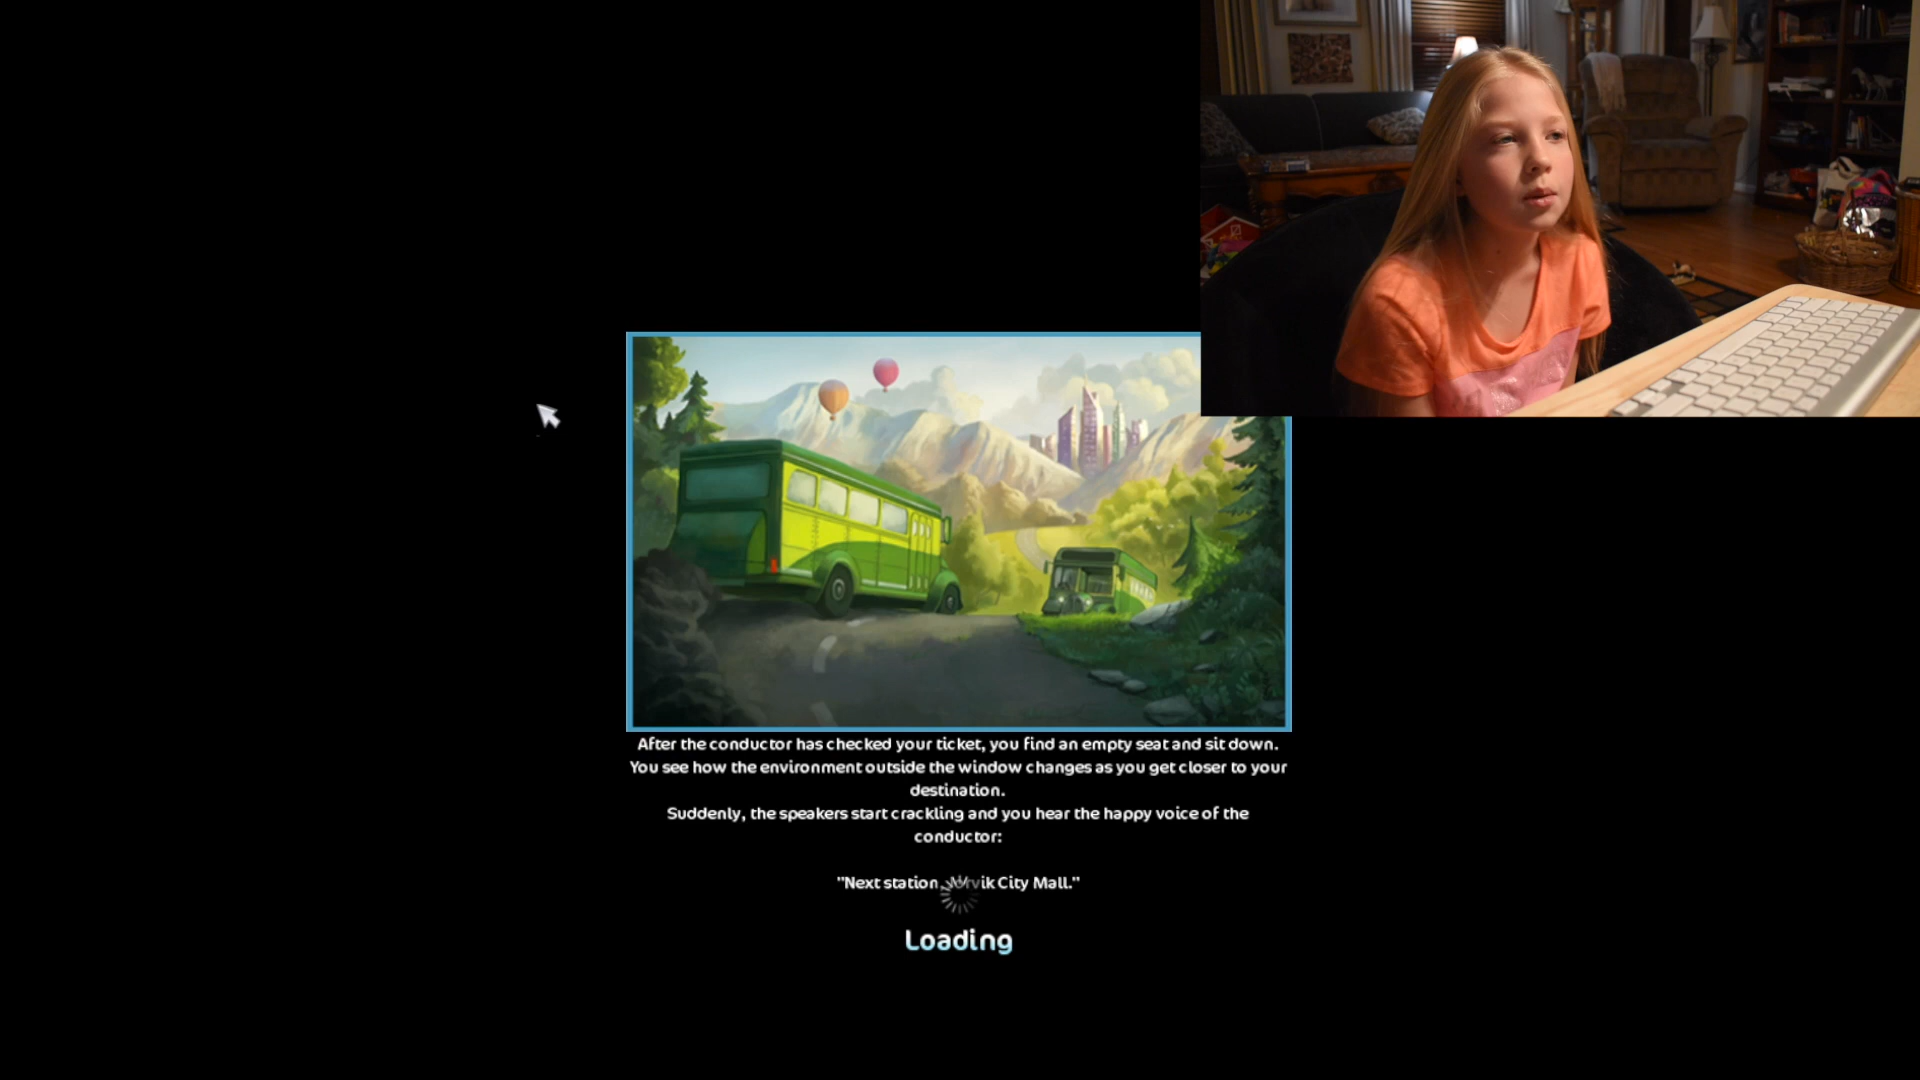 After the conductor has checked your ticket, you find an empty seat and sit down.
You see how the environment outside the window changes as you get closer to your
destination.
Suddenly, the speakers start crackling and you hear the happy voice of the
conductor:
"Next station, Jorvik City Mall."
Loading